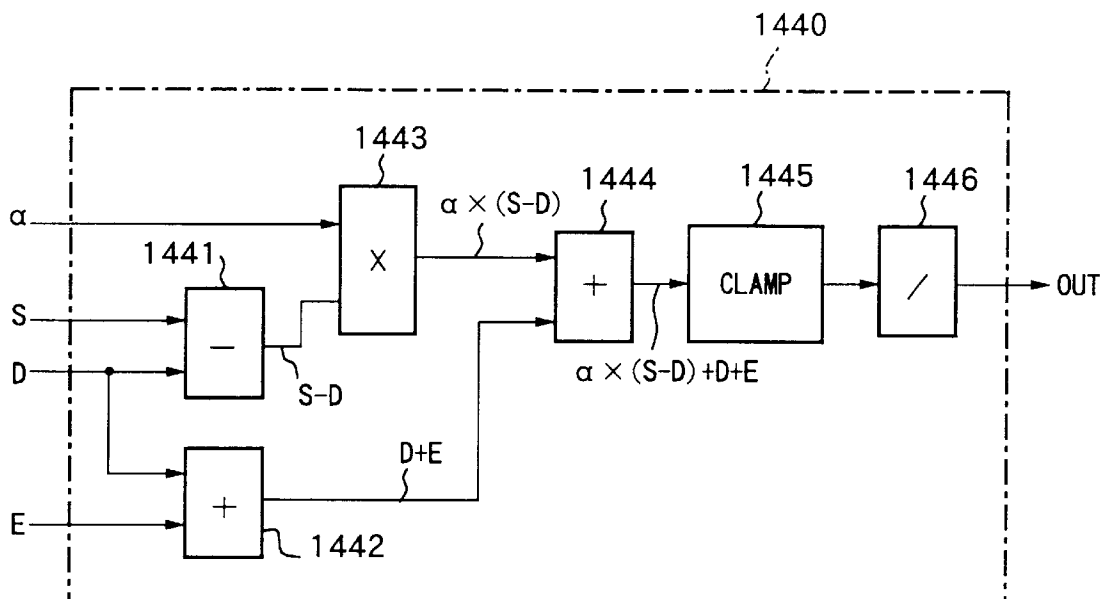 1440
1443
α
α × (S-D)
1444
1445
1446
1441
×
S
−
+
CLAMP
/
OUT
D
S-D
α × (S-D) +D+E
D+E
+
E
1442